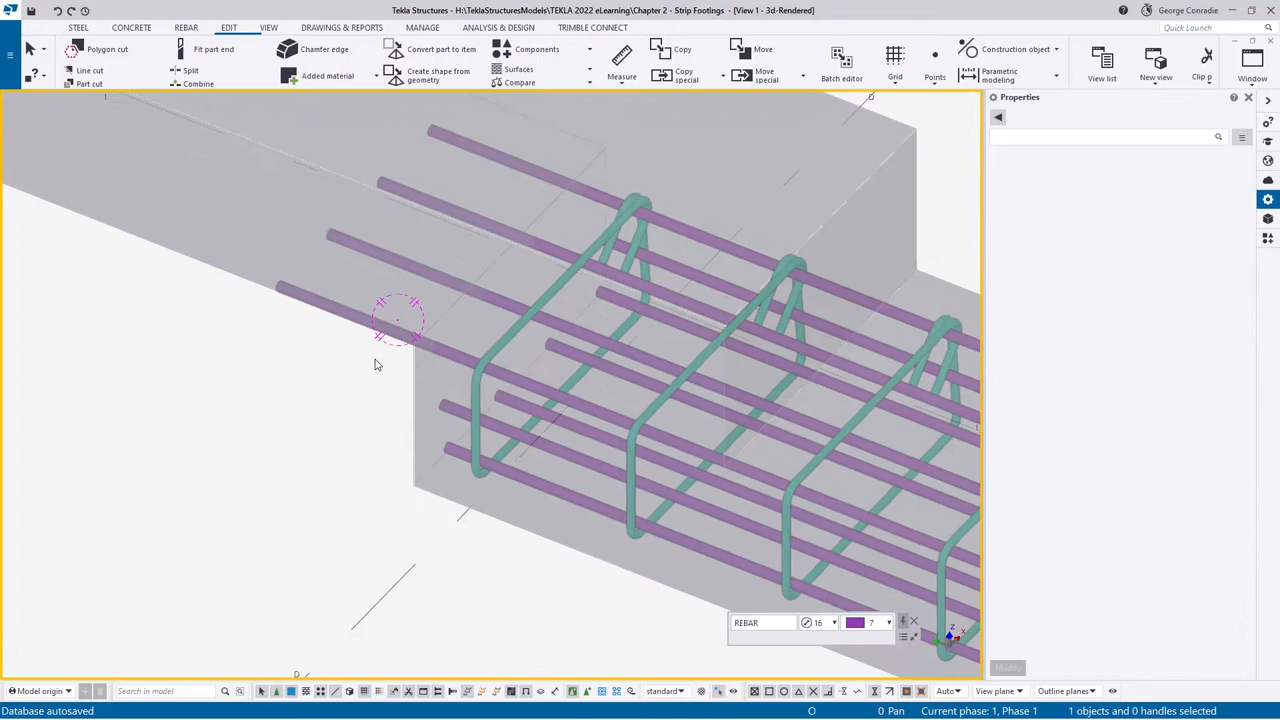 Tekla Structures - H:\TeklaStructuresModels\TEKLA 2022 eLearning\Chapter 2 - Strip Footings - [View 1 - 3d-Rendered]
George Conradie
STEEL CONCRETE REBAR EDIT VIEW DRAWINGS & REPORTS MANAGE ANALYSIS & DESIGN TRIMBLE CONNECT
Quick Launch
Polygon cut Fit part end Chamfer edge Convert part to item Components Copy Move Construction object
Line cut Split Added material Create shape from geometry Surfaces Measure Copy special Move special Batch editor Grid Points Parametric modeling View list New view Clip p Window
Part cut Combine Compare
Properties
D
REBAR 16 7
Z
X
Modify
D
Model origin Search in model standard Auto View plane Outline planes
Database autosaved O 0 Pan Current phase: 1, Phase 1 1 objects and 0 handles selected